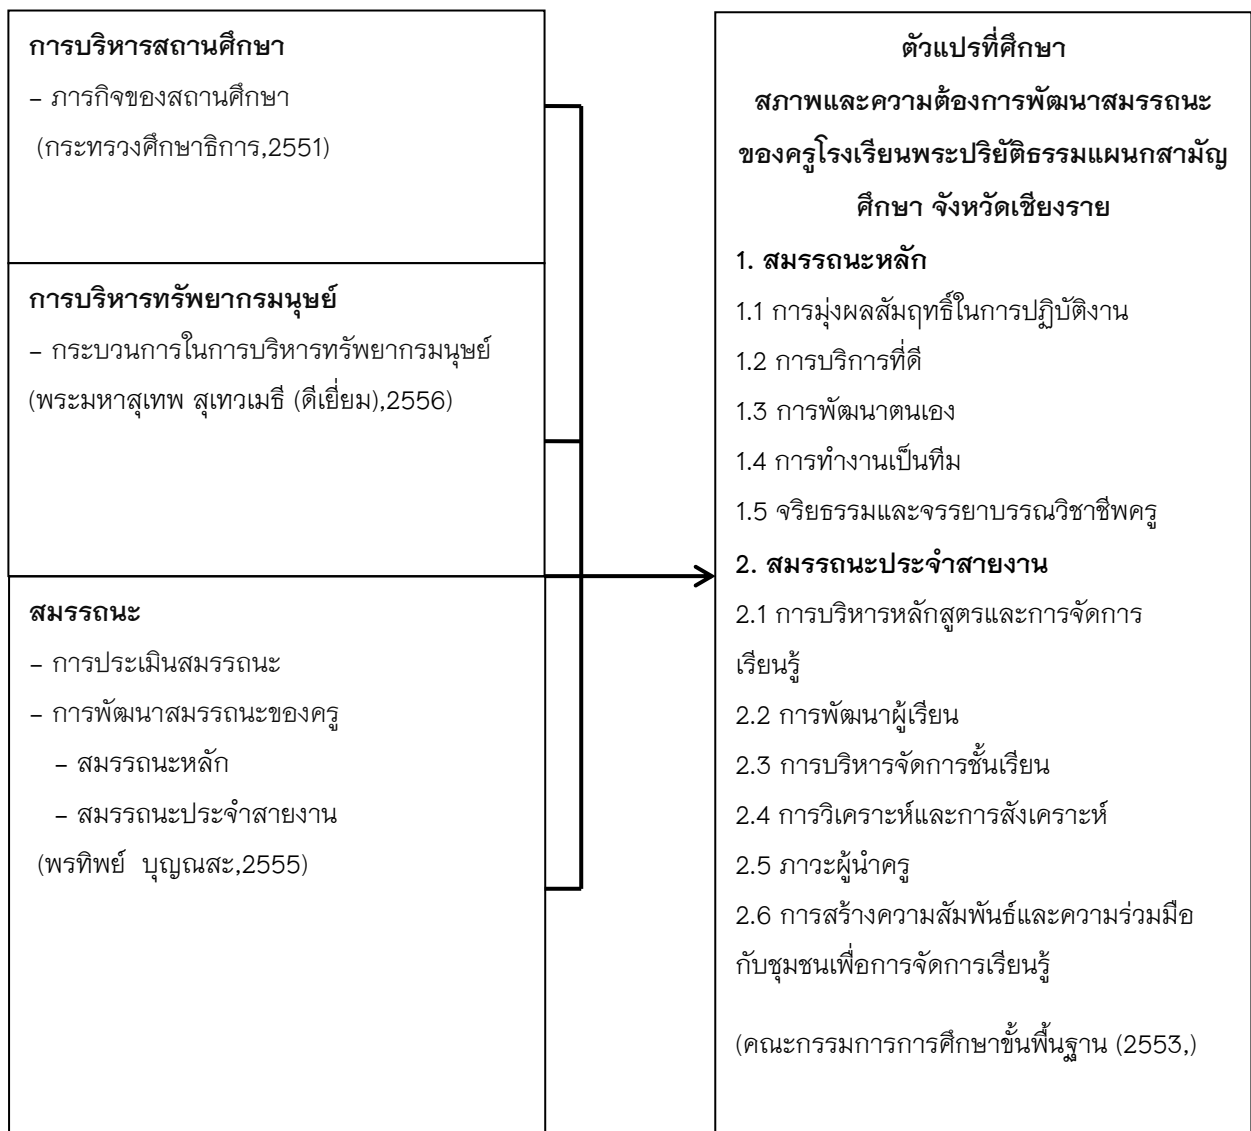 การบริหารสถานศึกษา
– ภารกิจของสถานศึกษา
(กระทรวงศึกษาธิการ,2551)
การบริหารทรัพยากรมนุษย์
– กระบวนการในการบริหารทรัพยากรมนุษย์
(พระมหาสุเทพ สุเทวเมธี (ดีเยี่ยม),2556)
สมรรถนะ
– การประเมินสมรรถนะ
– การพัฒนาสมรรถนะของครู
– สมรรถนะหลัก
– สมรรถนะประจำสายงาน
(พรทิพย์ บุญณสะ,2555)
ตัวแปรที่ศึกษา
สภาพและความต้องการพัฒนาสมรรถนะ
ของครูโรงเรียนพระปริยัติธรรมแผนกสามัญ
ศึกษา จังหวัดเชียงราย
1. สมรรถนะหลัก
1.1 การมุ่งผลสัมฤทธิ์ในการปฏิบัติงาน
1.2 การบริการที่ดี
1.3 การพัฒนาตนเอง
1.4 การทำงานเป็นทีม
1.5 จริยธรรมและจรรยาบรรณวิชาชีพครู
2. สมรรถนะประจำสายงาน
2.1 การบริหารหลักสูตรและการจัดการ
เรียนรู้
2.2 การพัฒนาผู้เรียน
2.3 การบริหารจัดการชั้นเรียน
2.4 การวิเคราะห์และการสังเคราะห์
2.5 ภาวะผู้นำครู
2.6 การสร้างความสัมพันธ์และความร่วมมือ
กับชุมชนเพื่อการจัดการเรียนรู้
(คณะกรรมการการศึกษาขั้นพื้นฐาน (2553,)